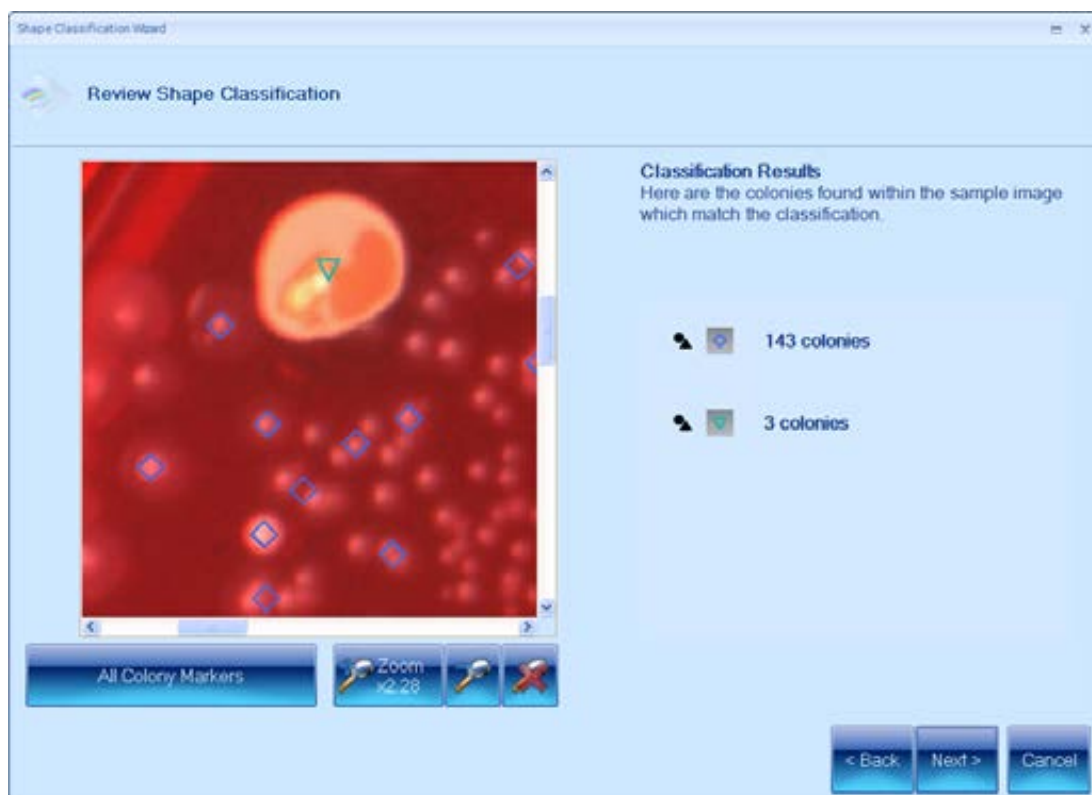 Shape Classification Wizard
Review Shape Classification
Classification Results
Here are the colonies found within the sample image
which match the classification.
143 colonies
3 colonies
All Colony Markers
Zoom
x2.28
< Back
Next >
Cancel